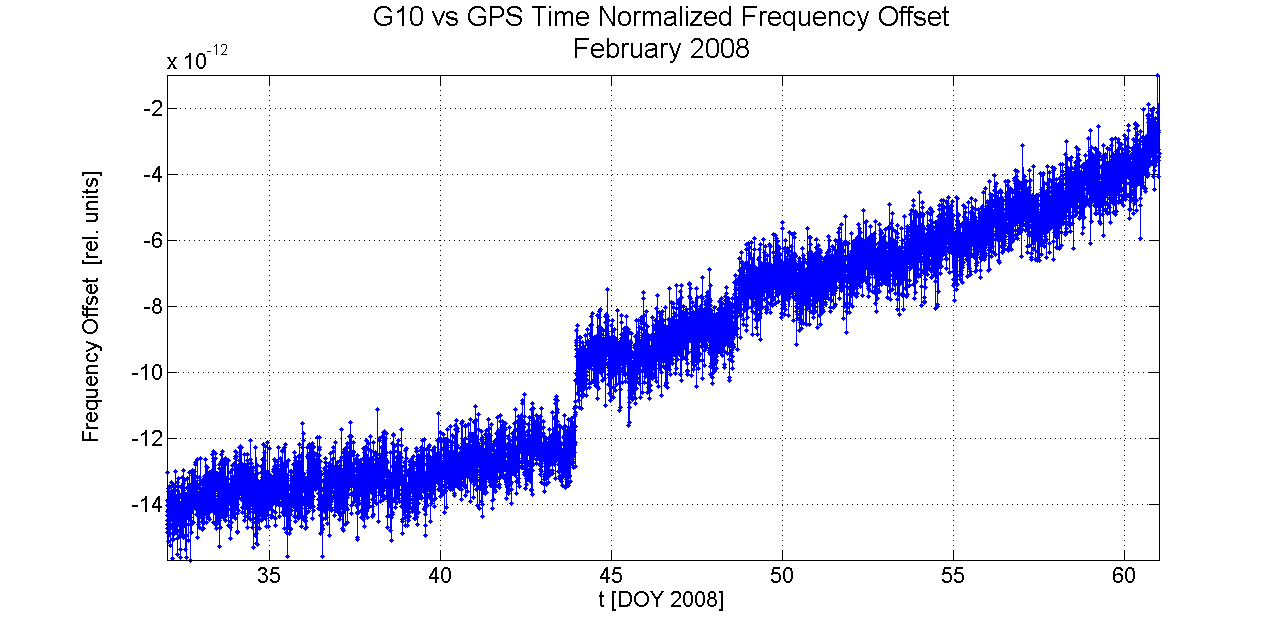 G10 vs GPS Time Normalized Frequency Offset
February 2008
x 10^-12
-2
-4
-6
-8
-10
-12
-14
Frequency Offset [rel. units]
35 40 45 50 55 60
t [DOY 2008]